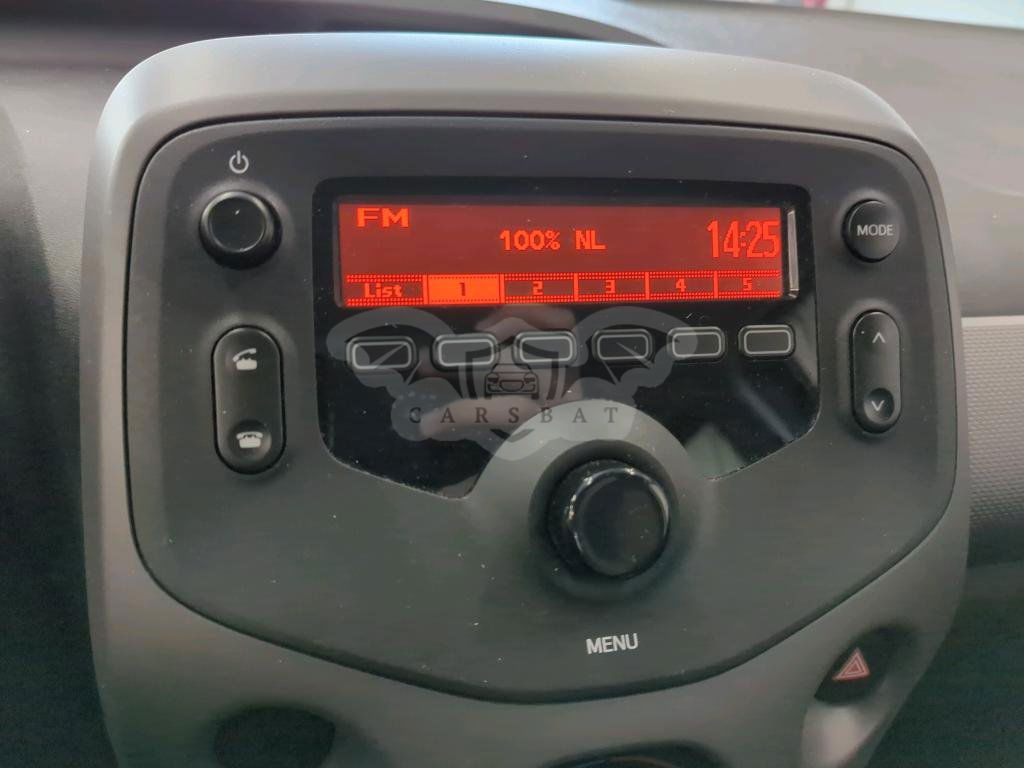 FM
100% NL
14:25
List 1 2 3 4 5
MODE
CARSBAT
MENU